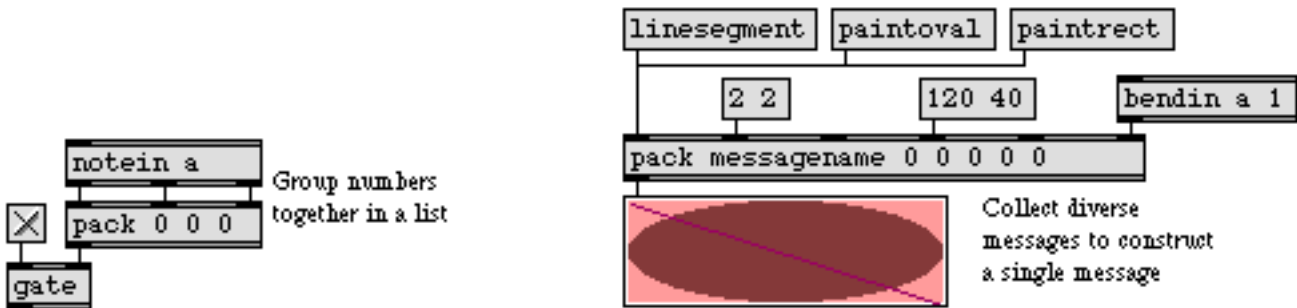 notein a
pack 0 0 0
gate
Group numbers
together in a list
linesegment
paintoval
paintrect
2 2
120 40
bendin a 1
pack messagename 0 0 0 0 0
Collect diverse
messages to construct
a single message